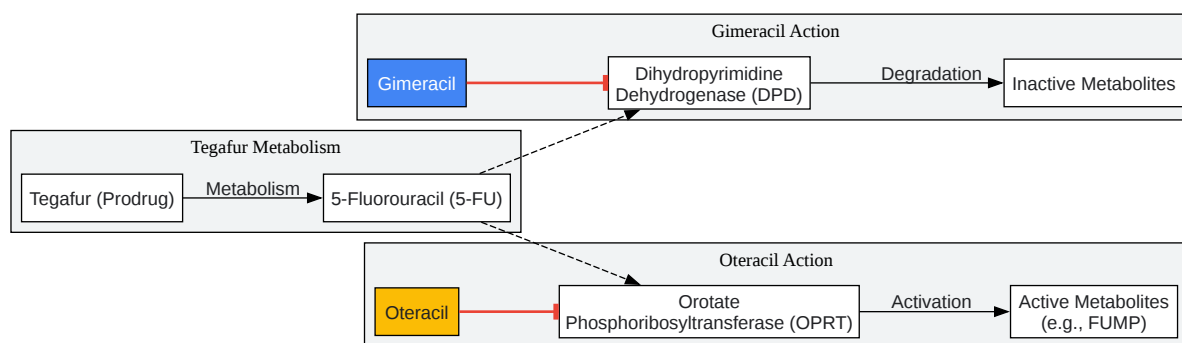 Gimeracil Action
Gimeracil
Dihydropyrimidine
Dehydrogenase (DPD)
Degradation
Inactive Metabolites
Tegafur Metabolism
Tegafur (Prodrug)
Metabolism
5-Fluorouracil (5-FU)
Oteracil Action
Oteracil
Orotate
Phosphoribosyltransferase (OPRT)
Activation
Active Metabolites
(e.g., FUMP)